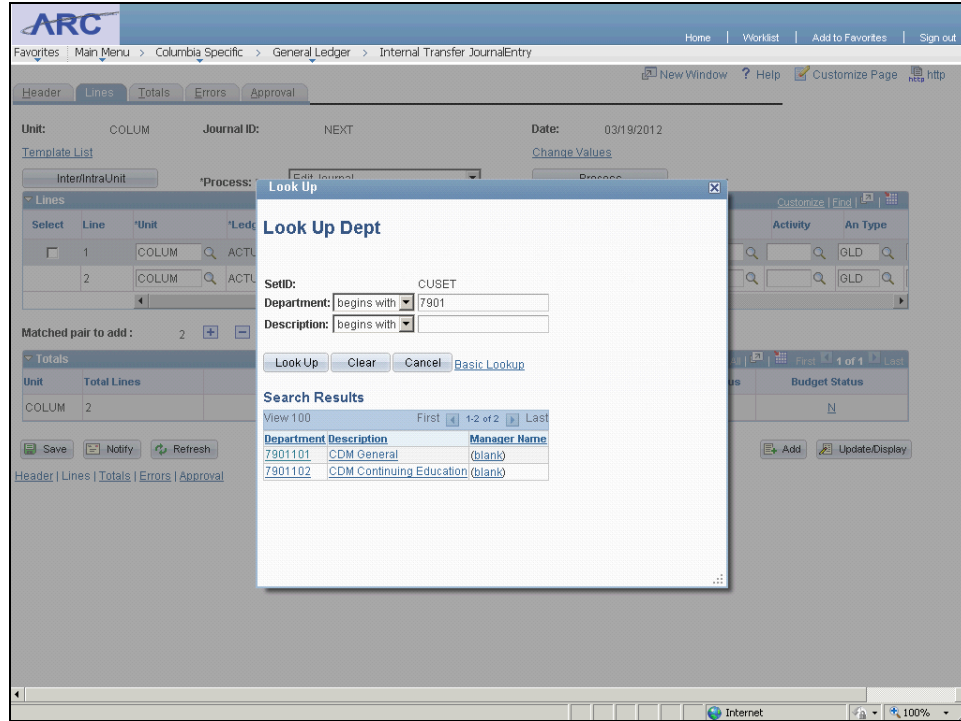 ARC
Home | Worklist | Add to Favorites | Sign out
Favorites | Main Menu > Columbia Specific > General Ledger > Internal Transfer JournalEntry
New Window ? Help Customize Page http
Header Lines Totals Errors Approval
Unit: COLUM Journal ID: NEXT Date: 03/19/2012
Template List Change Values
Inter/IntraUnit *Process: Edit Journal Process
Lines Customize | Find |
Select Line *Unit *Ledg Activity An Type
1 COLUM ACTU GLD
2 COLUM ACTU GLD
Matched pair to add : 2
Totals First 1 of 1 Last
Unit Total Lines Budget Status
COLUM 2 N
Save Notify Refresh Add Update/Display
Header | Lines | Totals | Errors | Approval
Look Up
Look Up Dept
SetID: CUSET
Department: begins with 7901
Description: begins with
Look Up Clear Cancel Basic Lookup
Search Results
View 100 First 1-2 of 2 Last
Department Description Manager Name
7901101 CDM General (blank)
7901102 CDM Continuing Education (blank)
Internet 100%